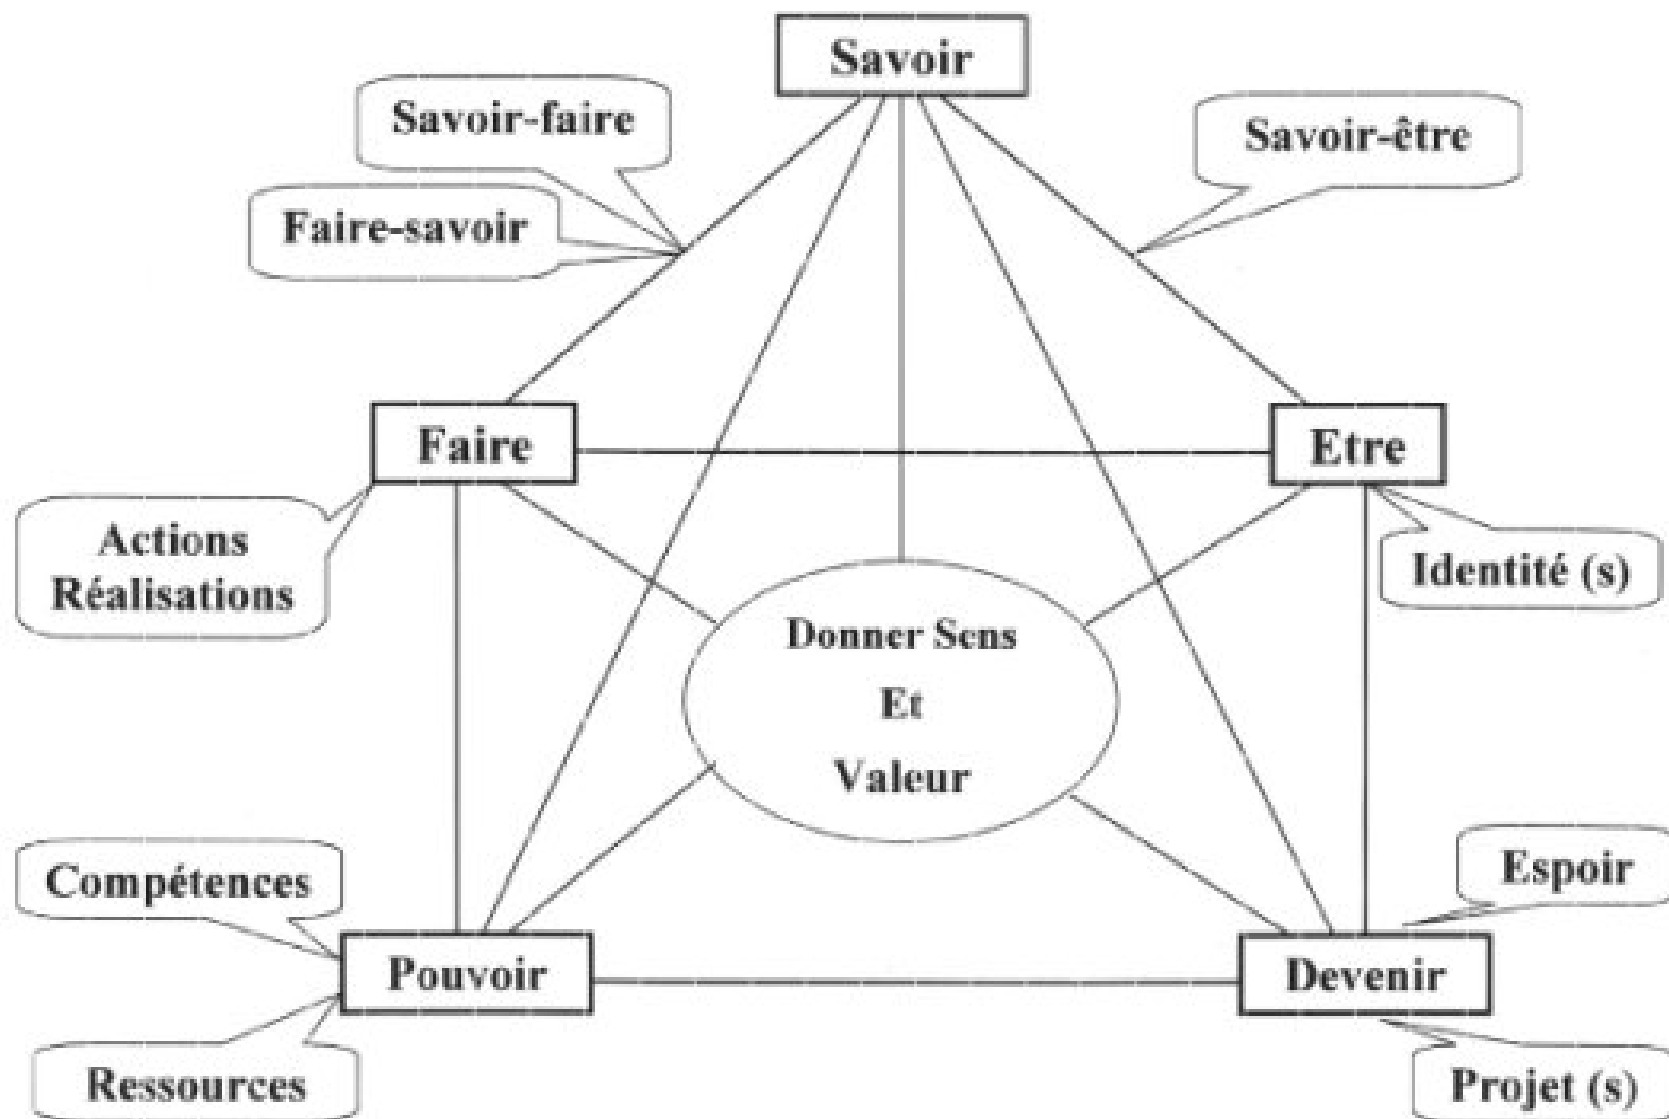 Savoir
Savoir-faire
Savoir-être
Faire-savoir
Faire
Etre
Actions
Réalisations
Identité (s)
Donner Sens
Et
Valeur
Compétences
Espoir
Pouvoir
Devenir
Ressources
Projet (s)